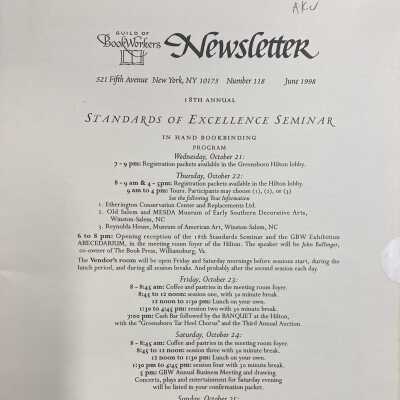 AKW
GUILD OF
BOOK WORKERS
Newsletter
521 Fifth Avenue New York, NY 10173 Number 118 June 1998
18TH ANNUAL
STANDARDS OF EXCELLENCE SEMINAR
IN HAND BOOKBINDING
PROGRAM
Wednesday, October 21:
7 - 9 pm: Registration packets available in the Greensboro Hilton lobby.
Thursday, October 22:
8 - 9 am & 4 - 5pm: Registration packets available in the Hilton lobby.
9 am to 4 pm: Tours. Participants may choose (1), (2), or (3)
See the following Tour Information
1. Etherington Conservation Center and Replacements Ltd.
2. Old Salem and MESDA Museum of Early Southern Decorative Arts,
Winston-Salem, NC
3. Reynolda House, Museum of American Art, Winston-Salem, NC
6 to 8 pm: Opening reception of the 18th Standards Seminar and the GBW Exhibition
ABECEDARIUM, in the meeting room foyer of the Hilton. The speaker will be John Ballinger,
co-owner of The Book Press, Williamsburg, Va.
The Vendor's room will be open Friday and Saturday mornings before sessions start, during the
lunch period, and during all session breaks. And probably after the second session each day.
Friday, October 23:
8 - 8:45 am: Coffee and pastries in the meeting room foyer.
8:45 to 12 noon: session one, with 30 minute break.
12 noon to 1:30 pm: Lunch on your own.
1:30 to 4:45 pm: session two with 30 minute break.
7:00 pm: Cash Bar followed by the BANQUET at the Hilton,
with the "Greensboro Tar Heel Chorus" and the Third Annual Auction.
Saturday, October 24:
8 - 8:45 am: Coffee and pastries in the meeting room foyer.
8:45 to 12 noon: session three with 30 minute break.
12 noon to 1:30 pm: Lunch on your own.
1:30 pm to 4:45 pm: session four with 30 minute break.
5 pm: GBW Annual Business Meeting and drawing
Concerts, plays and entertainment for Saturday evening
will be listed in your confirmation packet.
Sunday, October 25: